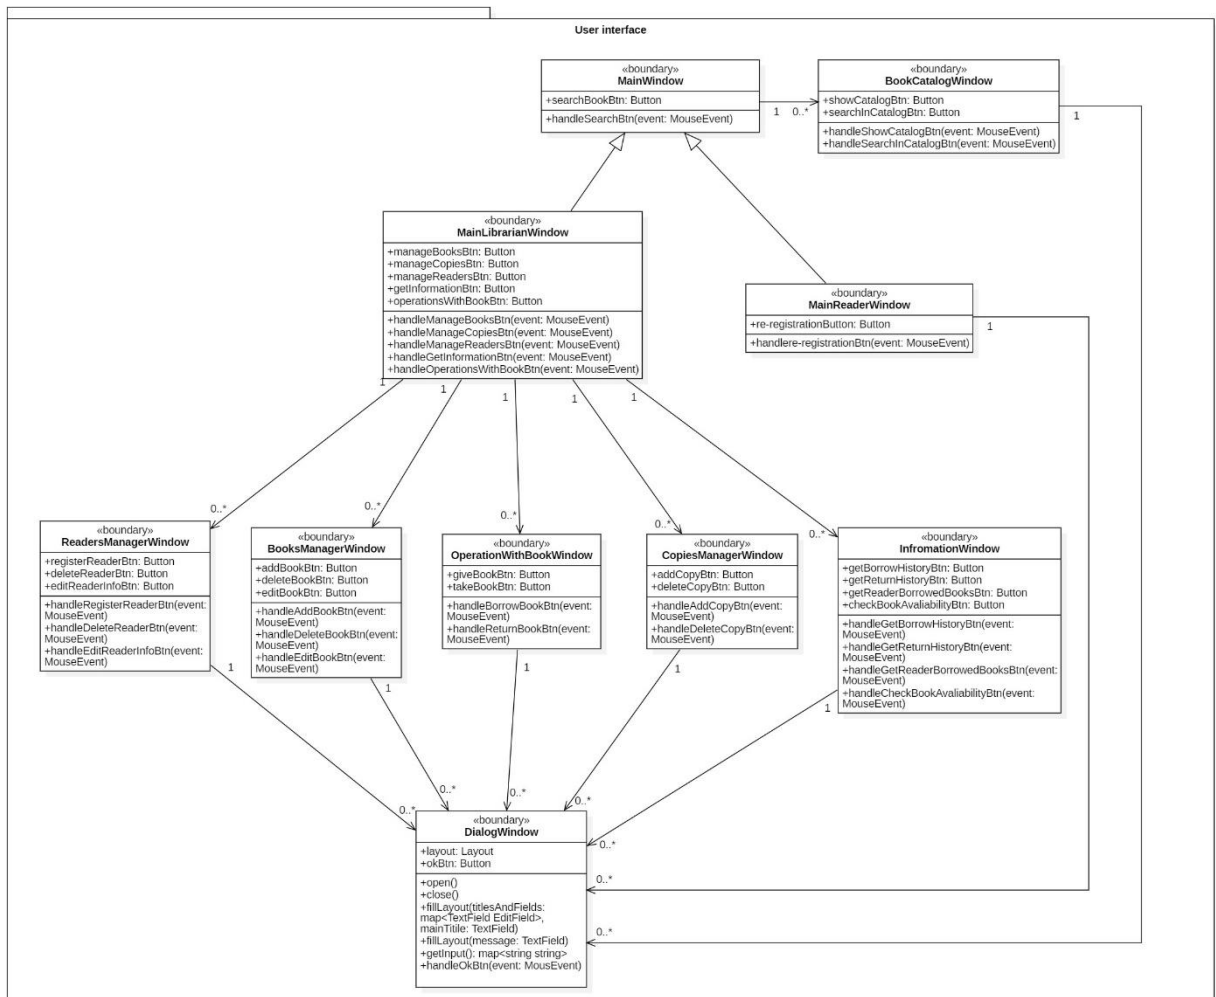 User interface
«boundary»
MainWindow
+searchBookBtn: Button
+handleSearchBtn(event: MouseEvent)
1
0..*
«boundary»
BookCatalogWindow
+showCatalogBtn: Button
+searchInCatalogBtn: Button
+handleShowCatalogBtn(event: MouseEvent)
+handleSearchInCatalogBtn(event: MouseEvent)
1
«boundary»
MainLibrarianWindow
+manageBooksBtn: Button
+manageCopiesBtn: Button
+manageReadersBtn: Button
+getInformationBtn: Button
+operationsWithBookBtn: Button
+handleManageBooksBtn(event: MouseEvent)
+handleManageCopiesBtn(event: MouseEvent)
+handleManageReadersBtn(event: MouseEvent)
+handleGetInformationBtn(event: MouseEvent)
+handleOperationsWithBookBtn(event: MouseEvent)
«boundary»
MainReaderWindow
+re-registrationButton: Button
+handlere-registrationBtn(event: MouseEvent)
1
1
1
1
1
1
0..*
0..*
0..*
0..*
0..*
«boundary»
ReadersManagerWindow
+registerReaderBtn: Button
+deleteReaderBtn: Button
+editReaderInfoBtn: Button
+handleRegisterReaderBtn(event:
MouseEvent)
+handleDeleteReaderBtn(event:
MouseEvent)
+handleEditReaderInfoBtn(event:
MouseEvent)
1
«boundary»
BooksManagerWindow
+addBookBtn: Button
+deleteBookBtn: Button
+editBookBtn: Button
+handleAddBookBtn(event:
MouseEvent)
+handleDeleteBookBtn(event:
MouseEvent)
+handleEditBookBtn(event:
MouseEvent)
1
«boundary»
OperationWithBookWindow
+giveBookBtn: Button
+takeBookBtn: Button
+handleBorrowBookBtn(event:
MouseEvent)
+handleReturnBookBtn(event:
MouseEvent)
1
«boundary»
CopiesManagerWindow
+addCopyBtn: Button
+deleteCopyBtn: Button
+handleAddCopyBtn(event:
MouseEvent)
+handleDeleteCopyBtn(event:
MouseEvent)
1
«boundary»
InfromationWindow
+getBorrowHistoryBtn: Button
+getReturnHistoryBtn: Button
+getReaderBorrowedBooksBtn: Button
+checkBookAvaliabilityBtn: Button
+handleGetBorrowHistoryBtn(event:
MouseEvent)
+handleGetReturnHistoryBtn(event:
MouseEvent)
+handleGetReaderBorrowedBooksBtn(event:
MouseEvent)
+handleCheckBookAvaliabilityBtn(event:
MouseEvent)
1
0..*
0..*
0..*
0..*
0..*
0..*
0..*
«boundary»
DialogWindow
+layout: Layout
+okBtn: Button
+open()
+close()
+fillLayout(titlesAndFields:
map<TextField EditField>,
mainTitile: TextField)
+fillLayout(message: TextField)
+getInput(): map<string string>
+handleOkBtn(event: MousEvent)